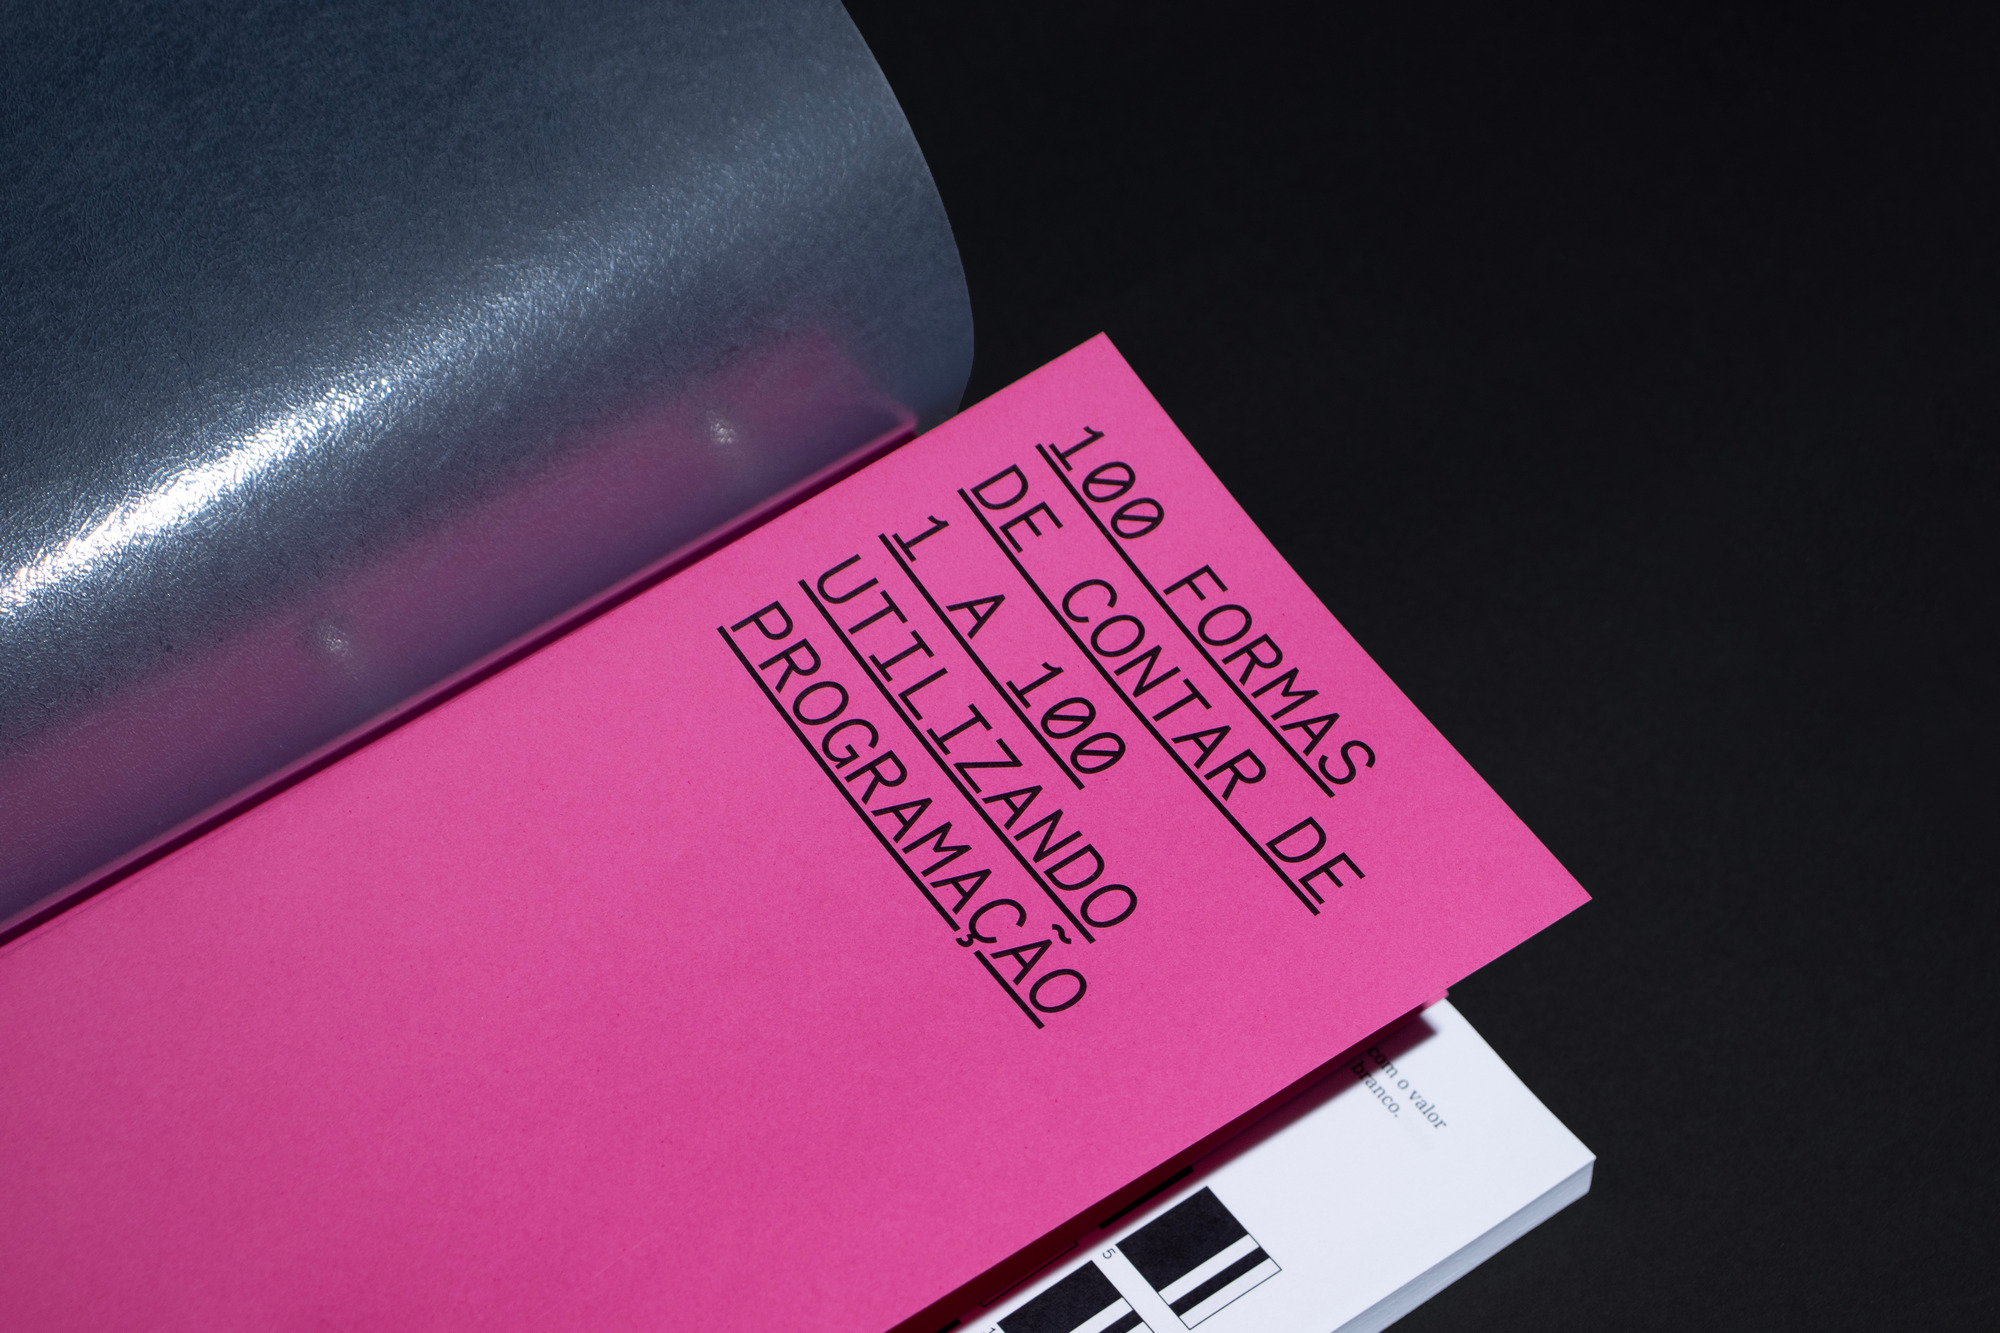 100 FORMAS
DE CONTAR DE
1 A 100
UTILIZANDO
PROGRAMAÇÃO
com o valor
branco.
5